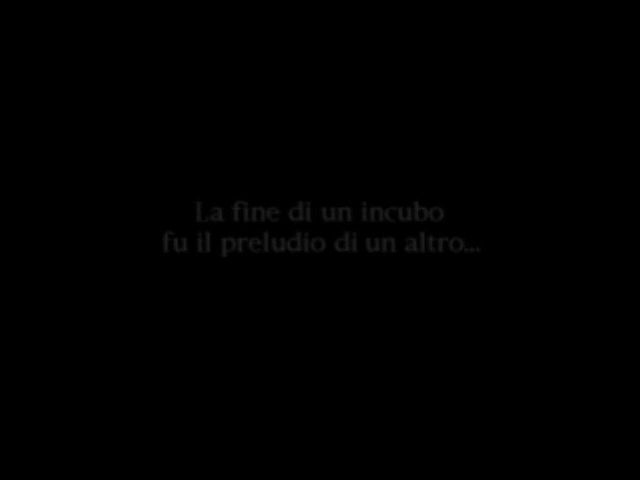 La fine di un incubo
fu il preludio di un altro...